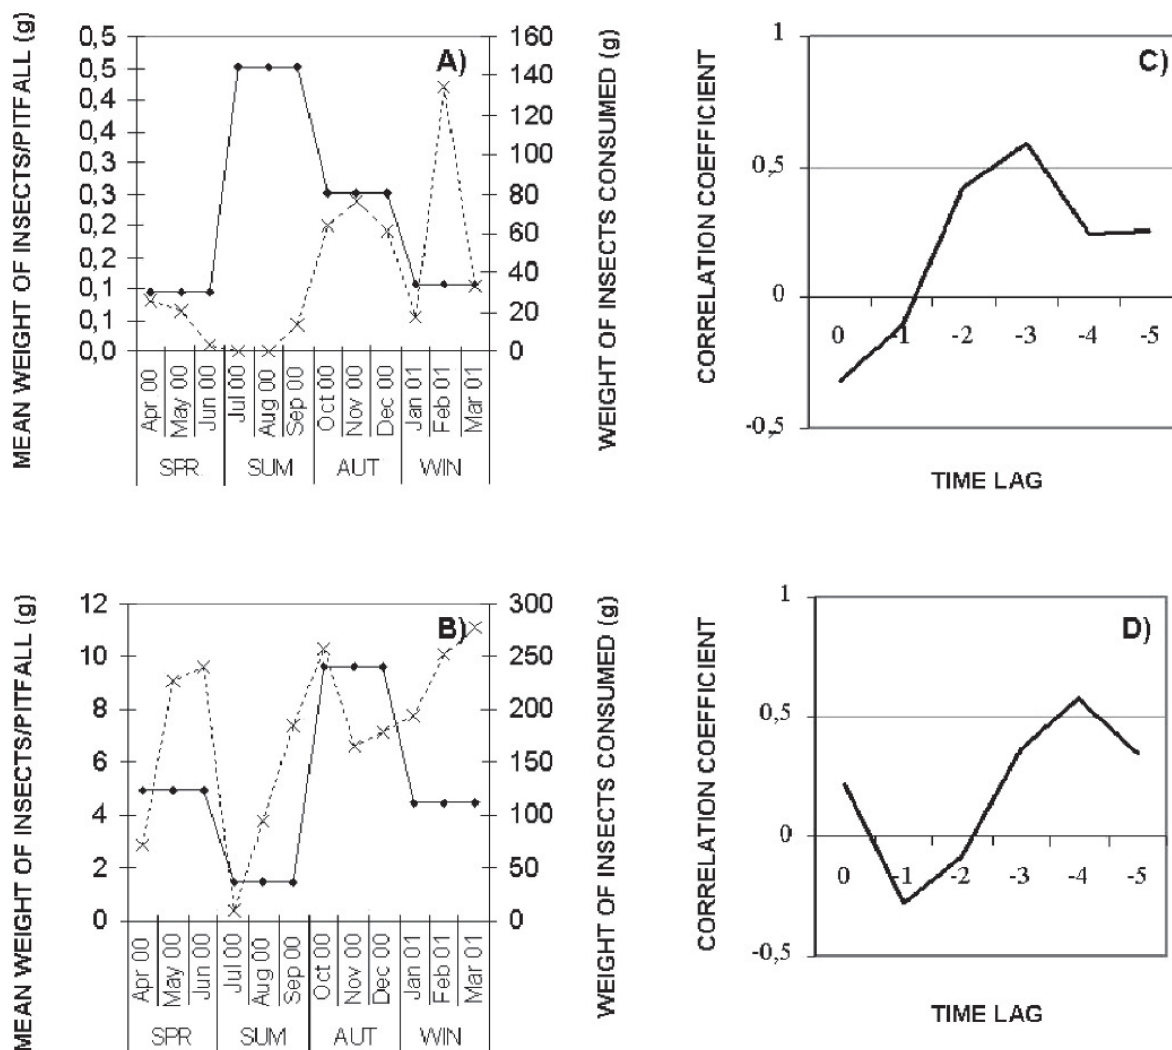 MEAN WEIGHT OF INSECTS/PITFALL (g)
0,5
0,5
0,4
0,4
0,3
0,3
0,2
0,2
0,1
0,1
0,0
A)
160
140
120
100
80
60
40
20
0
WEIGHT OF INSECTS CONSUMED (g)
Apr 00
May 00
Jun 00
Jul 00
Aug 00
Sep 00
Oct 00
Nov 00
Dec 00
Jan 01
Feb 01
Mar 01
SPR SUM AUT WIN
CORRELATION COEFFICIENT
1
0,5
0
-0,5
C)
0 -1 -2 -3 -4 -5
TIME LAG
MEAN WEIGHT OF INSECTS/PITFALL (g)
12
10
8
6
4
2
0
B)
300
250
200
150
100
50
0
WEIGHT OF INSECTS CONSUMED (g)
Apr 00
May 00
Jun 00
Jul 00
Aug 00
Sep 00
Oct 00
Nov 00
Dec 00
Jan 01
Feb 01
Mar 01
SPR SUM AUT WIN
CORRELATION COEFFICIENT
1
0,5
0
-0,5
D)
0 -1 -2 -3 -4 -5
TIME LAG